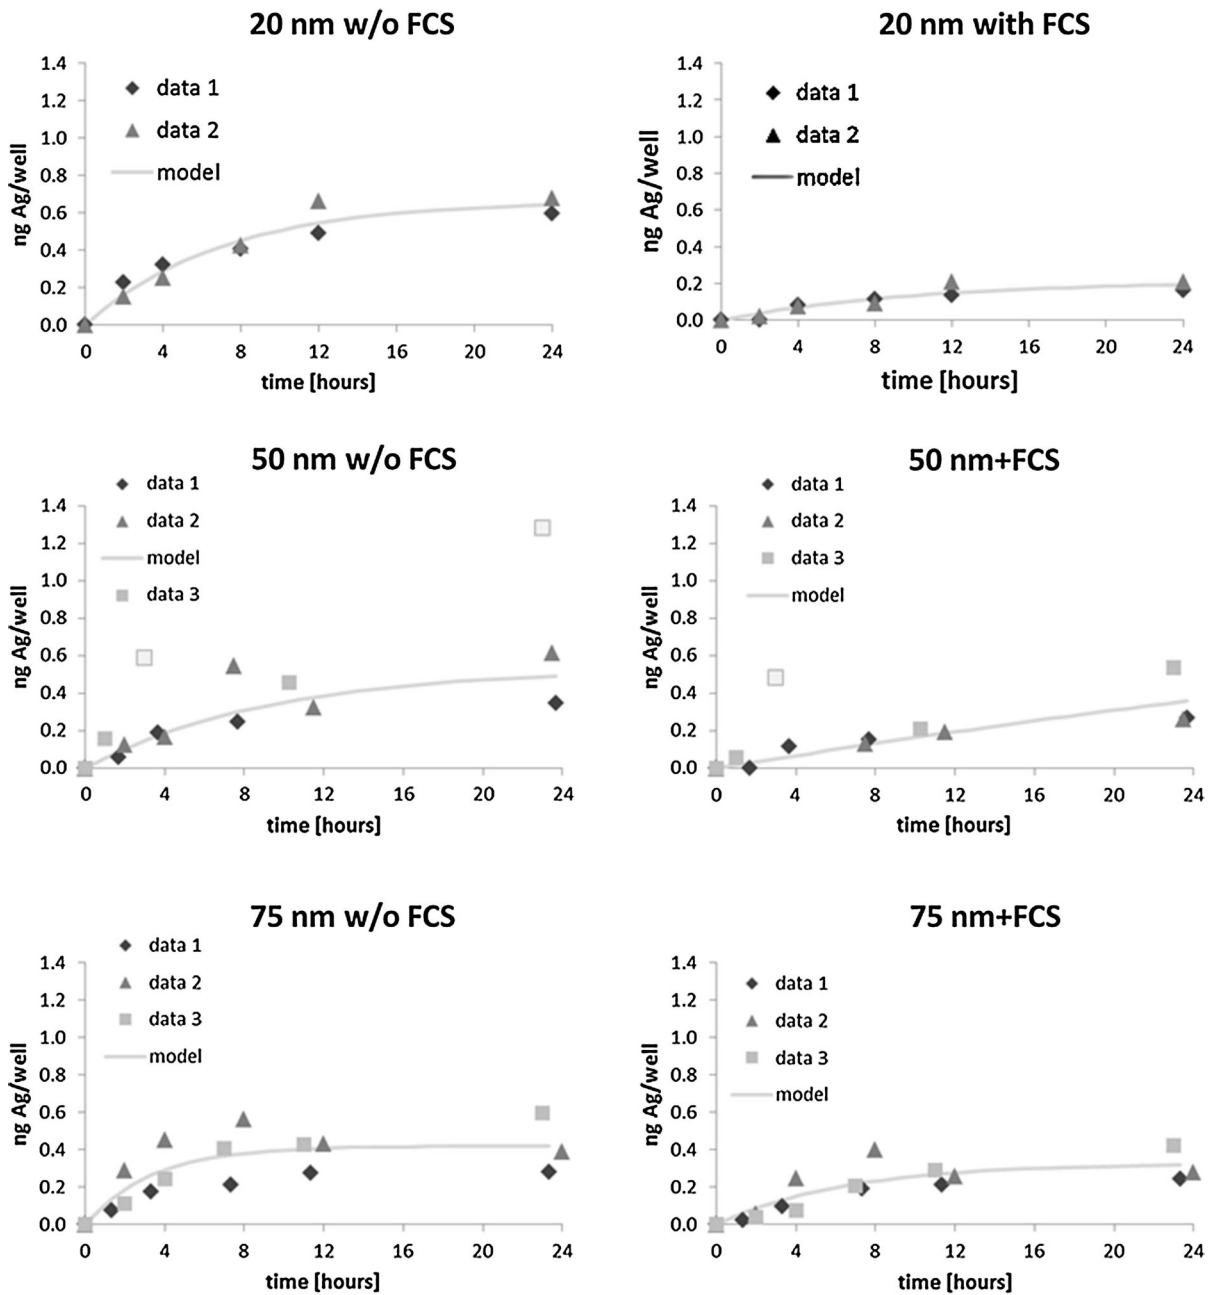 20 nm w/o FCS
data 1
data 2
model
ng Ag/well
1.4
1.2
1.0
0.8
0.6
0.4
0.2
0.0
0 4 8 12 16 20 24
time [hours]
20 nm with FCS
data 1
data 2
model
ng Ag/well
1.4
1.2
1.0
0.8
0.6
0.4
0.2
0.0
0 4 8 12 16 20 24
time [hours]
50 nm w/o FCS
data 1
data 2
model
data 3
ng Ag/well
1.4
1.2
1.0
0.8
0.6
0.4
0.2
0.0
0 4 8 12 16 20 24
time [hours]
50 nm+FCS
data 1
data 2
data 3
model
ng Ag/well
1.4
1.2
1.0
0.8
0.6
0.4
0.2
0.0
0 4 8 12 16 20 24
time [hours]
75 nm w/o FCS
data 1
data 2
data 3
model
ng Ag/well
1.4
1.2
1.0
0.8
0.6
0.4
0.2
0.0
0 4 8 12 16 20 24
time [hours]
75 nm+FCS
data 1
data 2
data 3
model
ng Ag/well
1.4
1.2
1.0
0.8
0.6
0.4
0.2
0.0
0 4 8 12 16 20 24
time [hours]